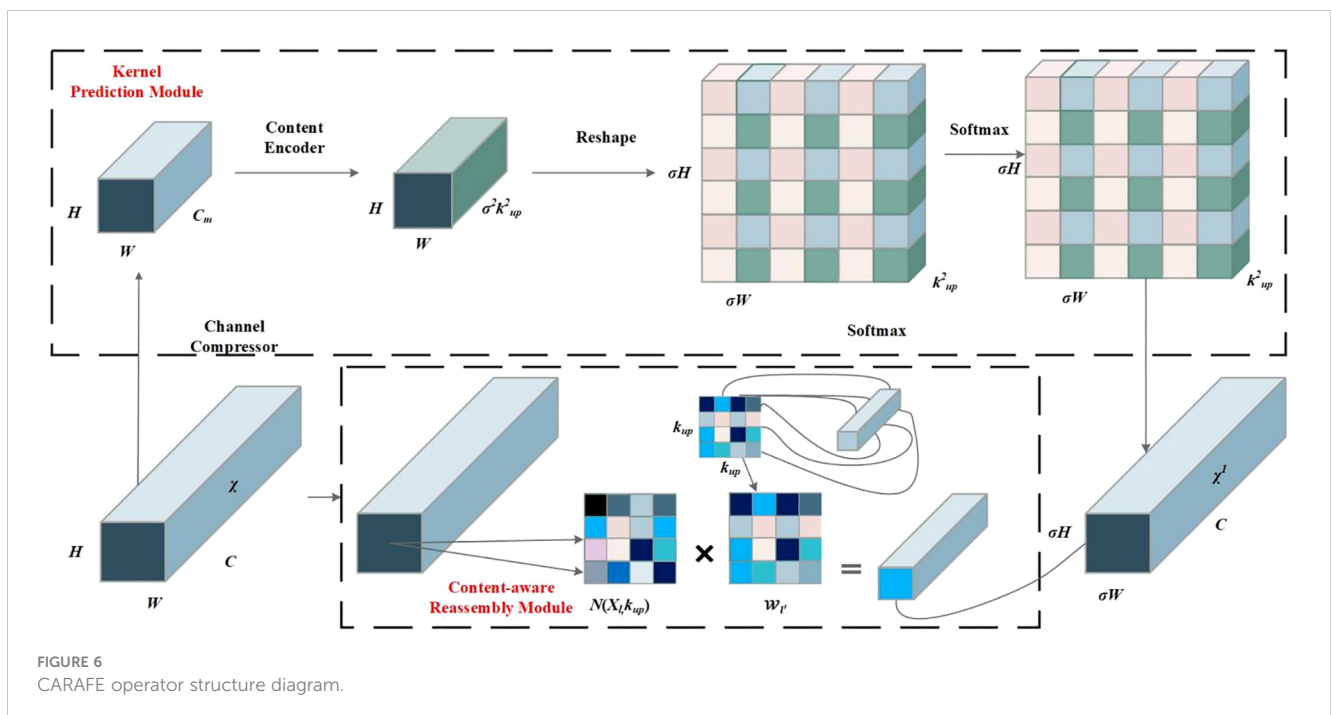 Kernel
Prediction Module
Content
Encoder
Reshape
Softmax
H
W
C_m
H
W
σ²k²_up
σH
σW
k²_up
σH
σW
k²_up
Channel
Compressor
Softmax
H
W
C
χ
k_up
k_up
Content-aware
Reassembly Module
N(X_l,k_up)
×
𝒲_l'
=
σH
σW
C
χ¹
FIGURE 6
CARAFE operator structure diagram.